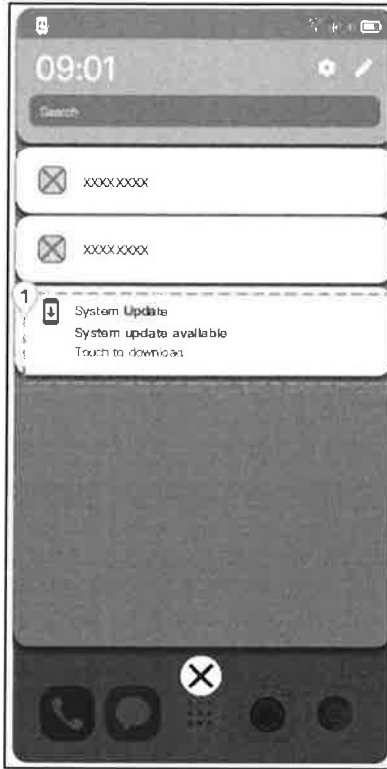 09:01
Search
XXXXXXXX
XXXXXXXX
1
System Update
System update available
Touch to download